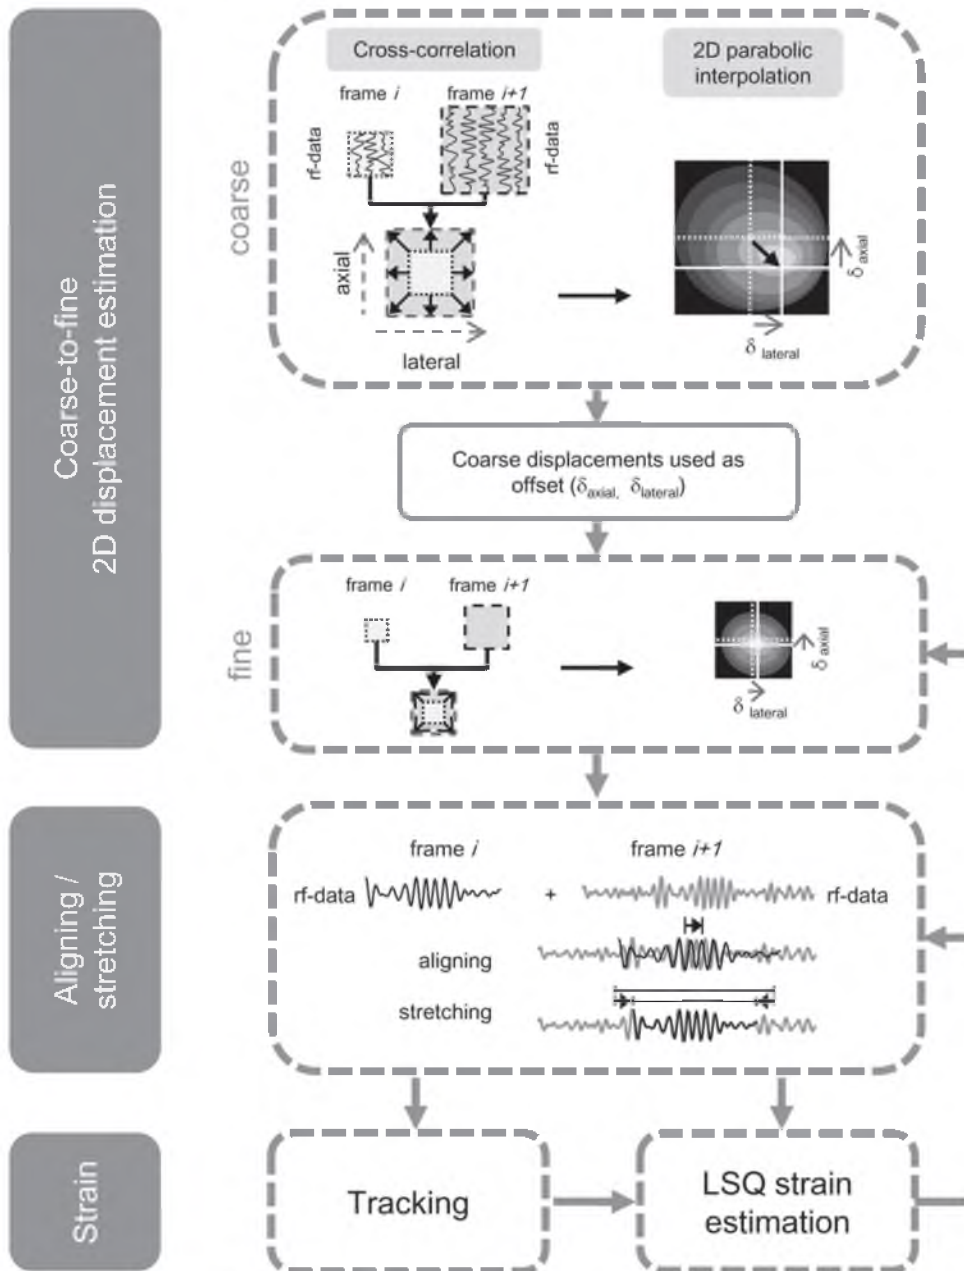 Coarse-to-fine
2D displacement estimation
coarse
Cross-correlation
2D parabolic
interpolation
frame i
frame i+1
rf-data
rf-data
axial
lateral
δ axial
δ lateral
Coarse displacements used as
offset (δaxial, δlateral)
fine
frame i
frame i+1
δ axial
δ lateral
Aligning /
stretching
frame i
frame i+1
rf-data
+
rf-data
aligning
stretching
Strain
Tracking
LSQ strain
estimation